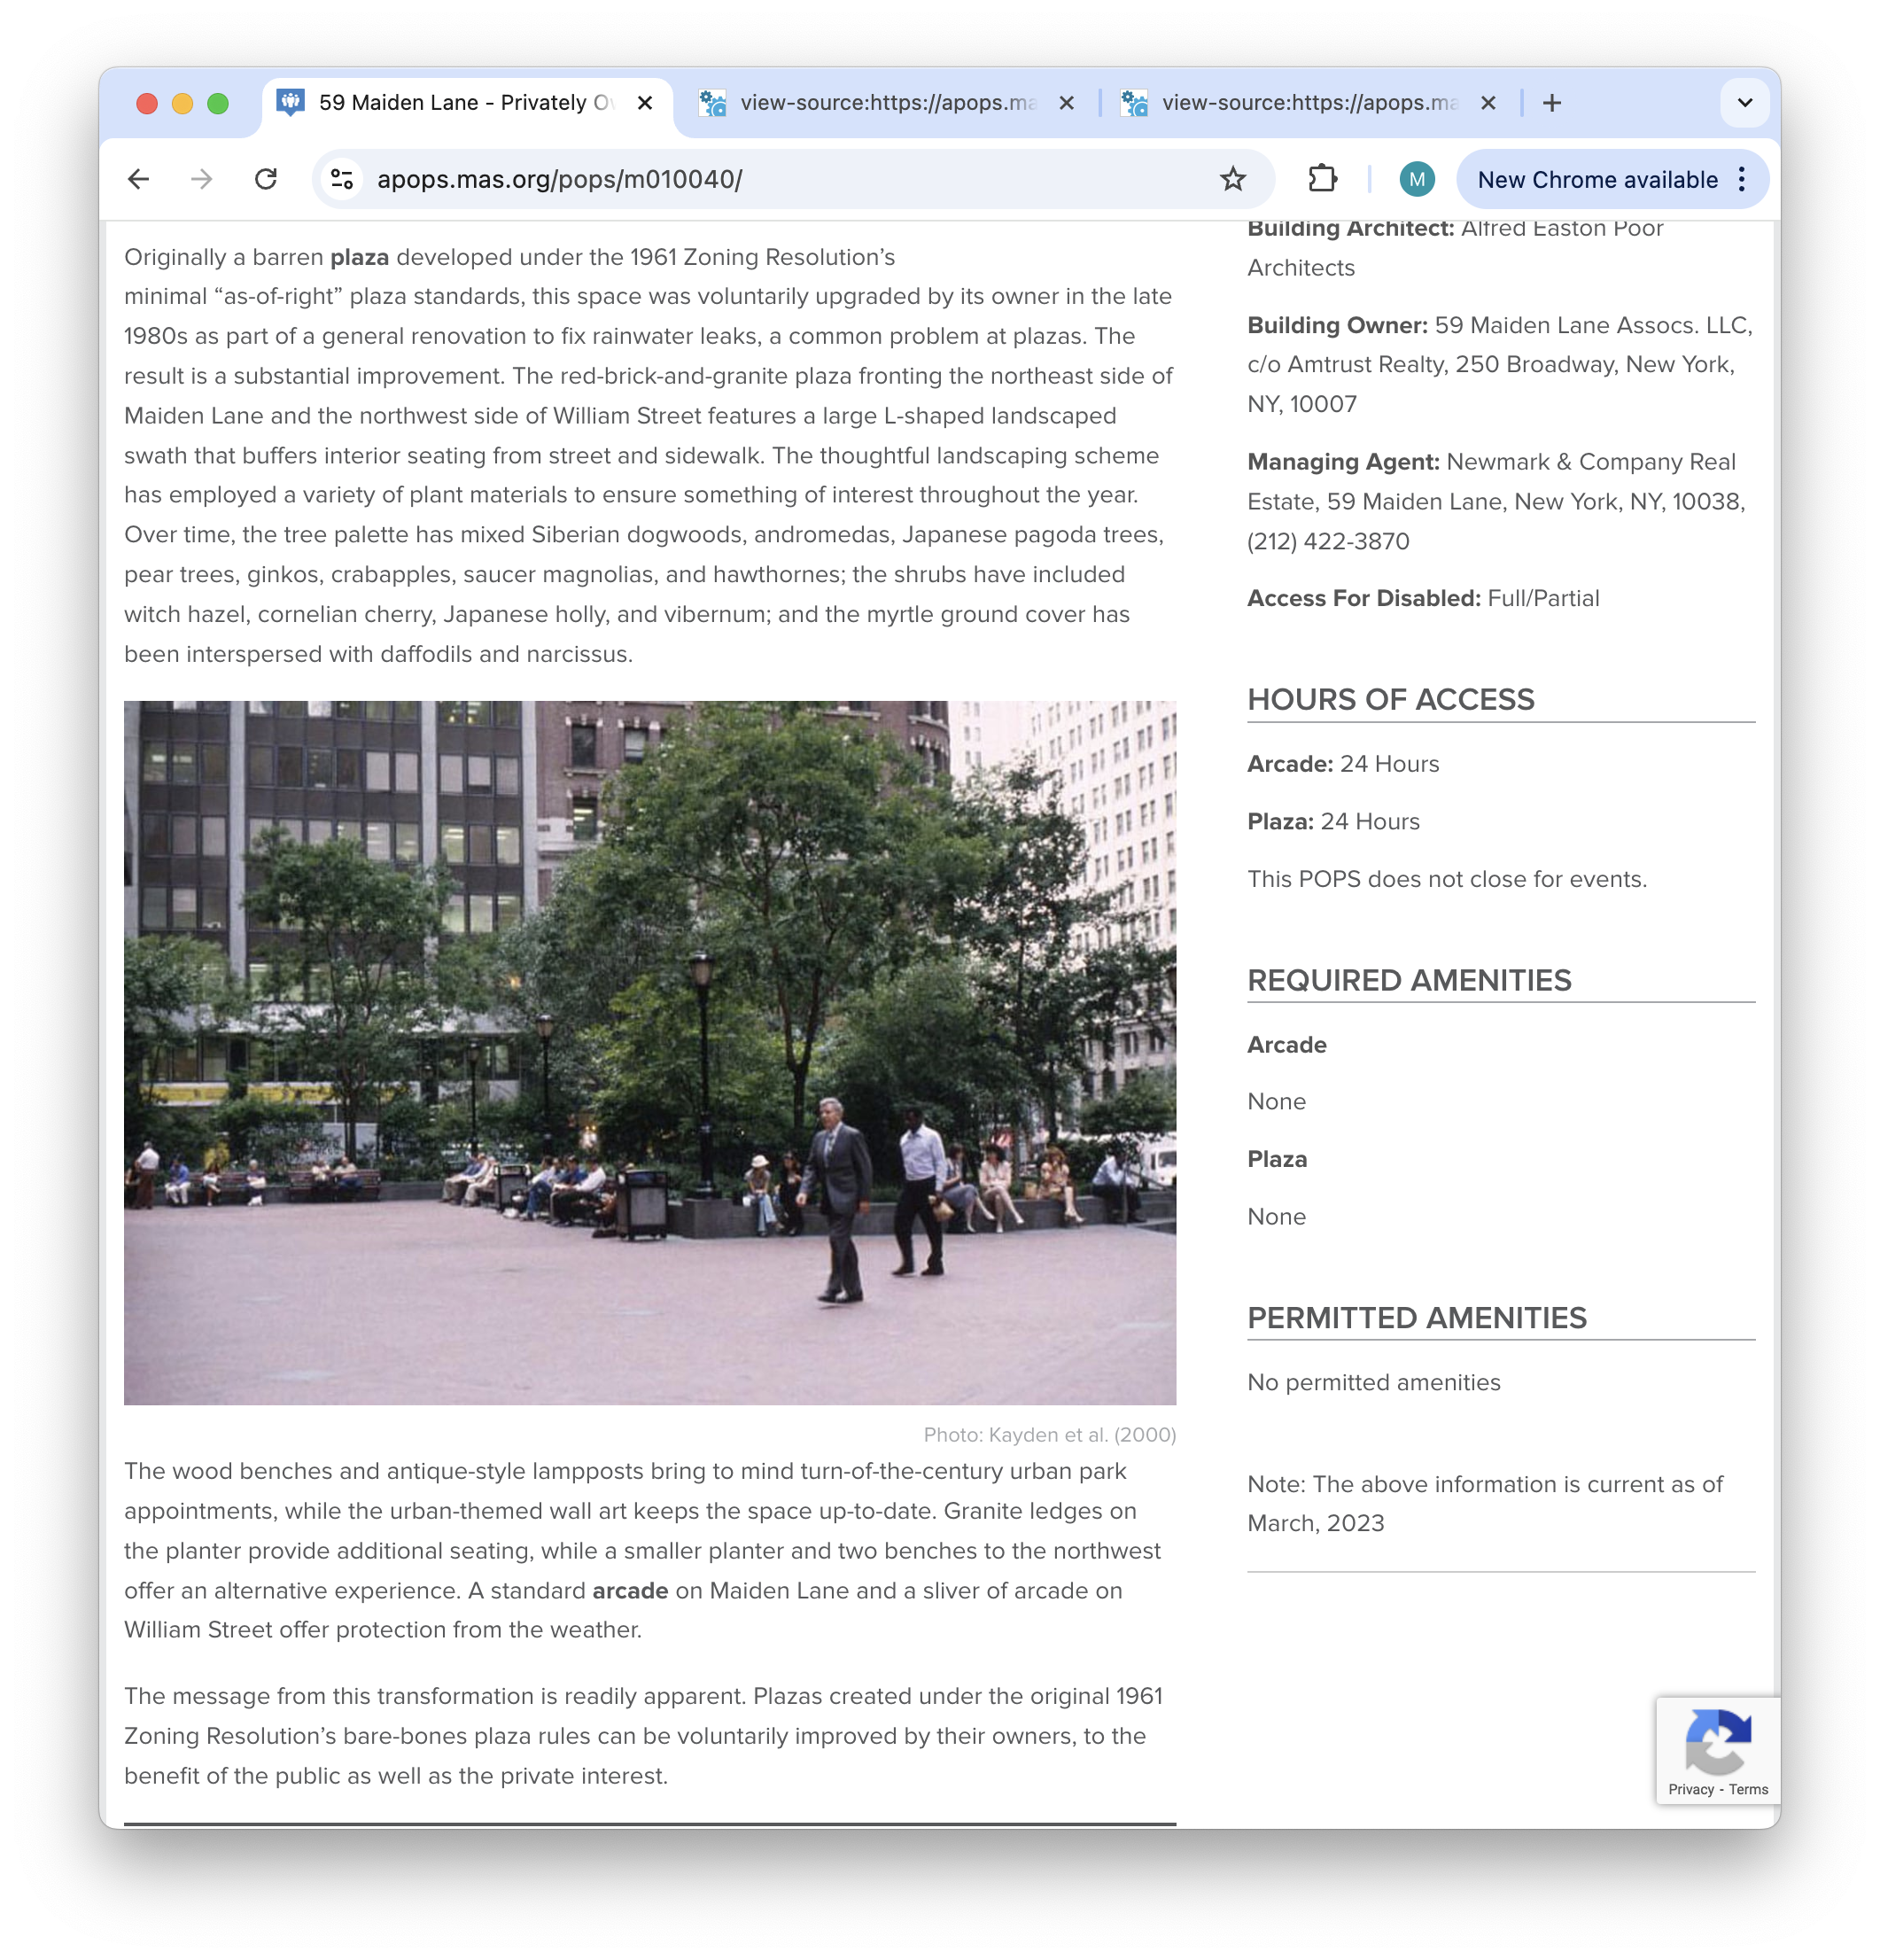 59 Maiden Lane - Privately
view-source:https://apops.ma
view-source:https://apops.ma
apops.mas.org/pops/m010040/
M
New Chrome available
Originally a barren plaza developed under the 1961 Zoning Resolution’s
minimal “as-of-right” plaza standards, this space was voluntarily upgraded by its owner in the late
1980s as part of a general renovation to fix rainwater leaks, a common problem at plazas. The
result is a substantial improvement. The red-brick-and-granite plaza fronting the northeast side of
Maiden Lane and the northwest side of William Street features a large L-shaped landscaped
swath that buffers interior seating from street and sidewalk. The thoughtful landscaping scheme
has employed a variety of plant materials to ensure something of interest throughout the year.
Over time, the tree palette has mixed Siberian dogwoods, andromedas, Japanese pagoda trees,
pear trees, ginkos, crabapples, saucer magnolias, and hawthornes; the shrubs have included
witch hazel, cornelian cherry, Japanese holly, and vibernum; and the myrtle ground cover has
been interspersed with daffodils and narcissus.
Photo: Kayden et al. (2000)
The wood benches and antique-style lampposts bring to mind turn-of-the-century urban park
appointments, while the urban-themed wall art keeps the space up-to-date. Granite ledges on
the planter provide additional seating, while a smaller planter and two benches to the northwest
offer an alternative experience. A standard arcade on Maiden Lane and a sliver of arcade on
William Street offer protection from the weather.
The message from this transformation is readily apparent. Plazas created under the original 1961
Zoning Resolution’s bare-bones plaza rules can be voluntarily improved by their owners, to the
benefit of the public as well as the private interest.
Building Architect: Alfred Easton Poor
Architects
Building Owner: 59 Maiden Lane Assocs. LLC,
c/o Amtrust Realty, 250 Broadway, New York,
NY, 10007
Managing Agent: Newmark & Company Real
Estate, 59 Maiden Lane, New York, NY, 10038,
(212) 422-3870
Access For Disabled: Full/Partial
HOURS OF ACCESS
Arcade: 24 Hours
Plaza: 24 Hours
This POPS does not close for events.
REQUIRED AMENITIES
Arcade
None
Plaza
None
PERMITTED AMENITIES
No permitted amenities
Note: The above information is current as of
March, 2023
Privacy - Terms